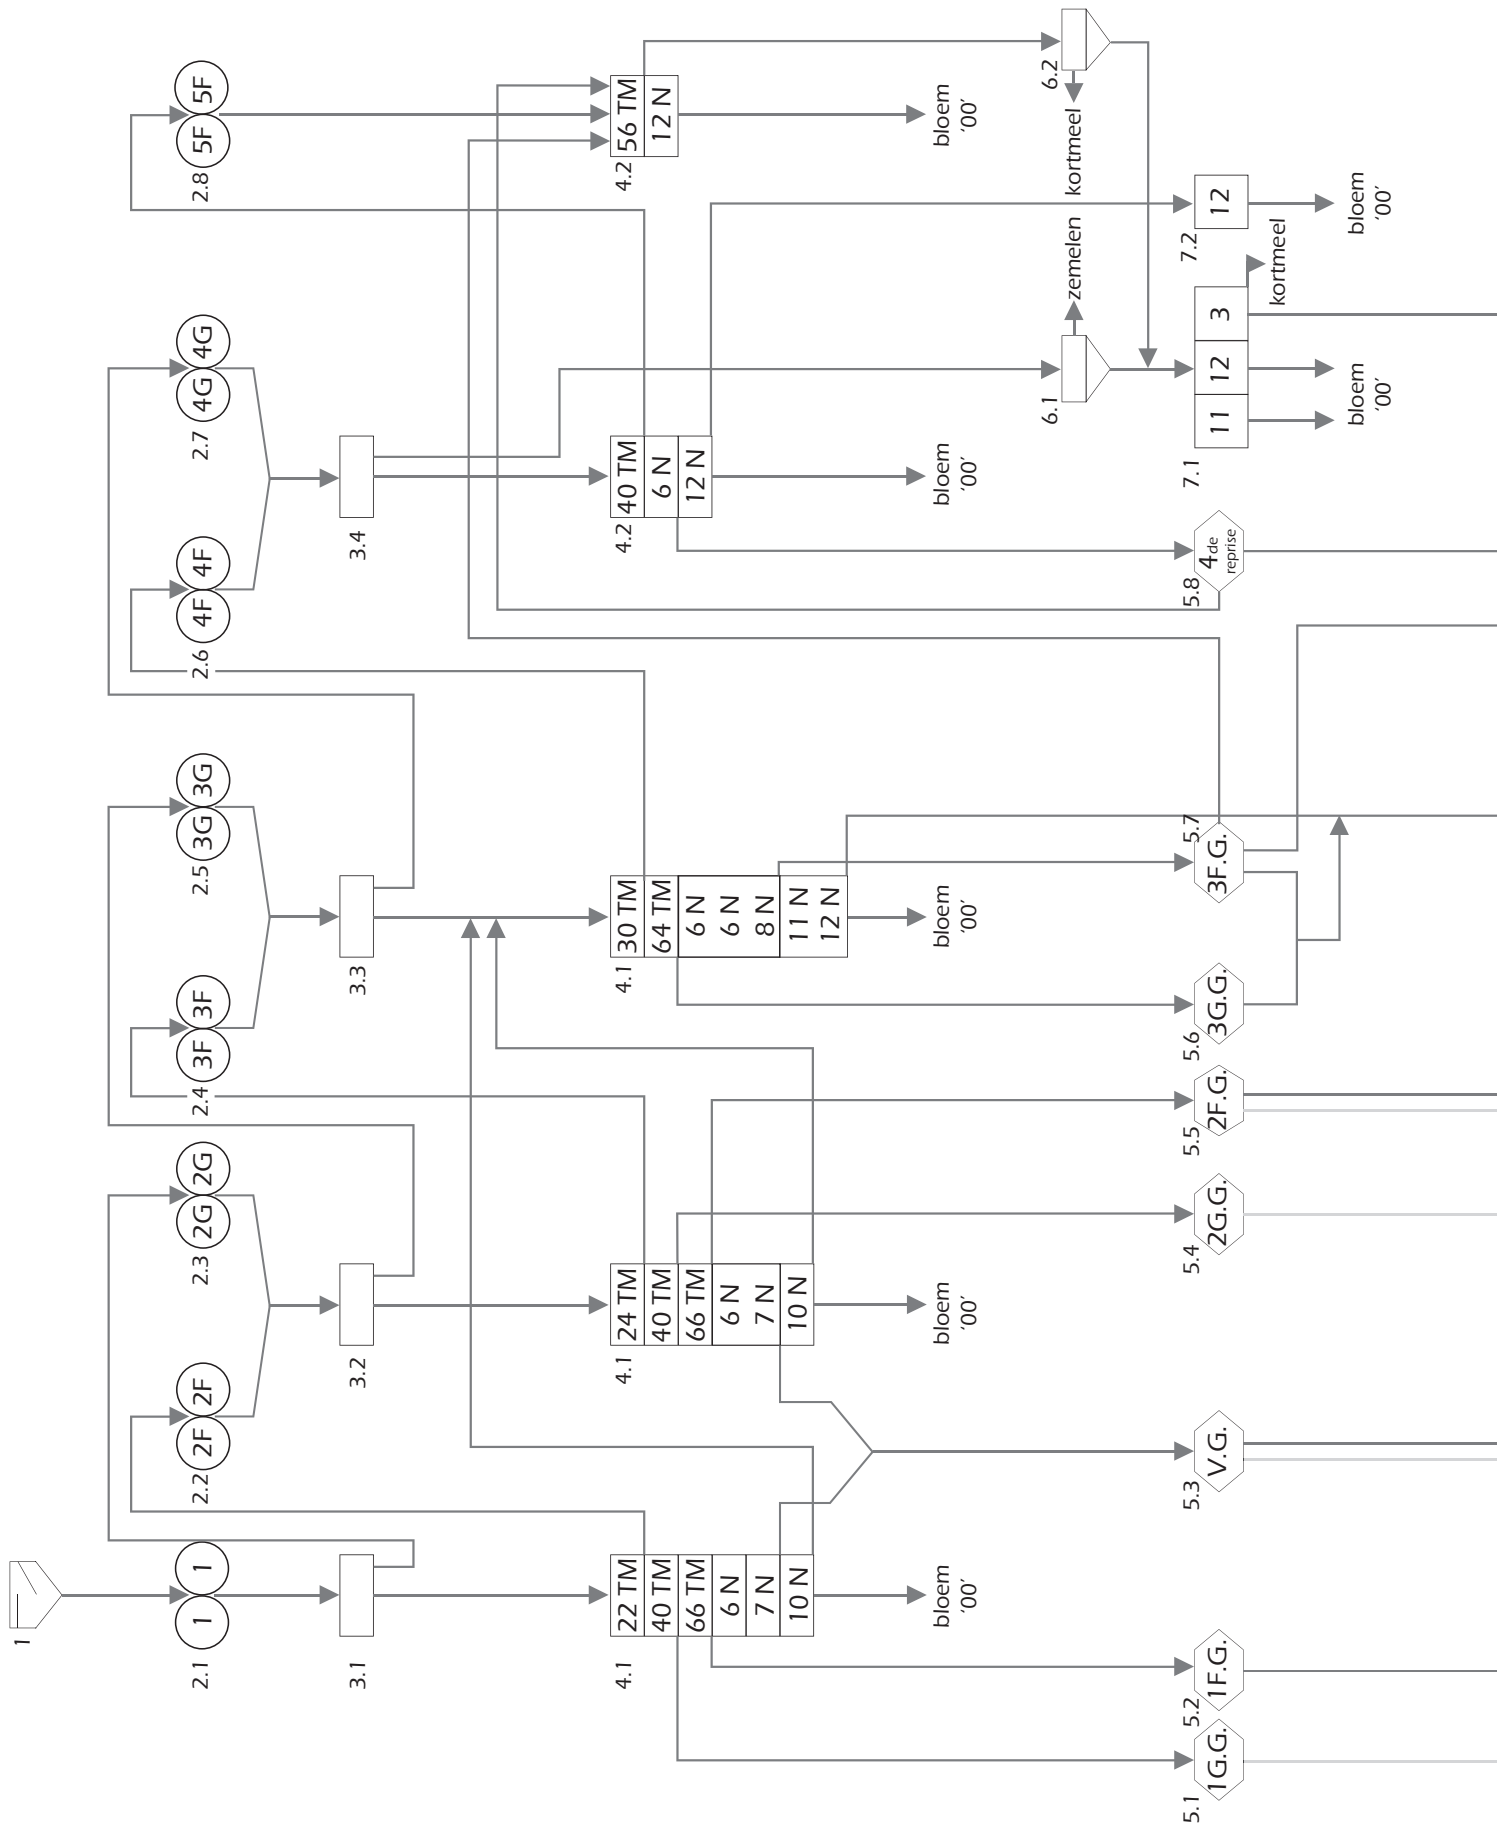 1
2.1 1 1
2.2 2F 2F
2.3 2G 2G
2.4 3F 3F
2.5 3G 3G
2.6 4F 4F
2.7 4G 4G
2.8 5F 5F
3.1
3.2
3.3
3.4
4.1 22 TM
40 TM
66 TM
6 N
7 N
10 N
bloem
'00'
4.1 24 TM
40 TM
66 TM
6 N
7 N
10 N
bloem
'00'
4.1 30 TM
64 TM
6 N
6 N
8 N
11 N
12 N
bloem
'00'
4.2 40 TM
6 N
12 N
bloem
'00'
4.2 56 TM
12 N
bloem
'00'
6.1
zemelen
6.2
kortmeel
5.1 1G.G.
5.2 1F.G.
5.3 V.G.
5.4 2G.G.
5.5 2F.G.
5.6 3G.G.
5.7 3F.G.
5.8 4de
reprise
7.1 11 12 3
kortmeel
bloem
'00'
7.2 12
bloem
'00'